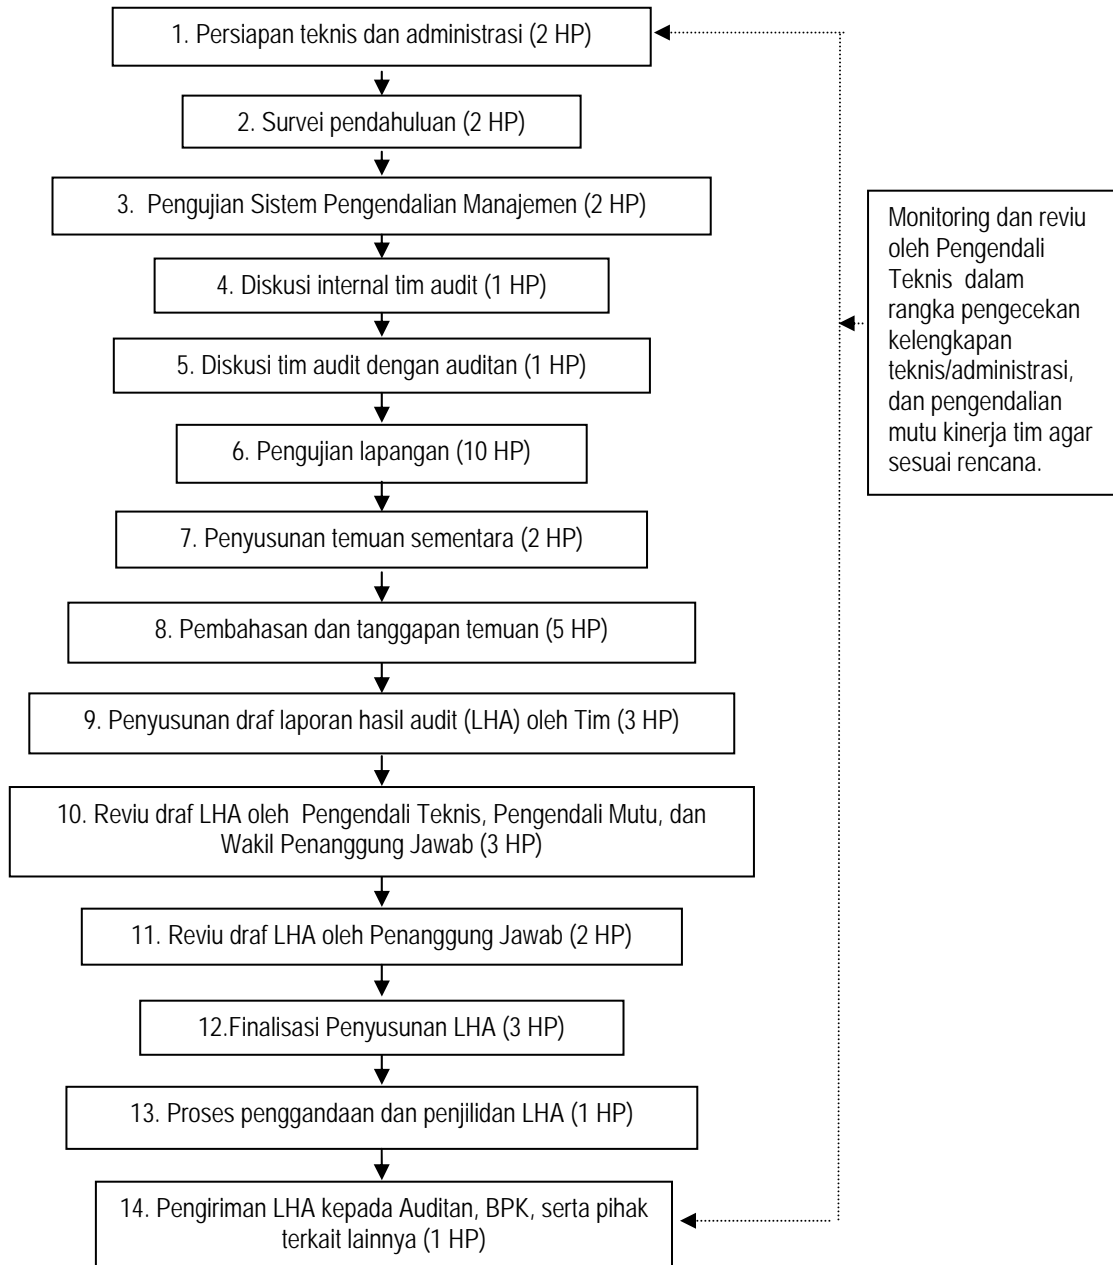 1. Persiapan teknis dan administrasi (2 HP)
2. Survei pendahuluan (2 HP)
3. Pengujian Sistem Pengendalian Manajemen (2 HP)
4. Diskusi internal tim audit (1 HP)
5. Diskusi tim audit dengan auditan (1 HP)
6. Pengujian lapangan (10 HP)
7. Penyusunan temuan sementara (2 HP)
8. Pembahasan dan tanggapan temuan (5 HP)
9. Penyusunan draf laporan hasil audit (LHA) oleh Tim (3 HP)
10. Reviu draf LHA oleh Pengendali Teknis, Pengendali Mutu, dan
Wakil Penanggung Jawab (3 HP)
11. Reviu draf LHA oleh Penanggung Jawab (2 HP)
12.Finalisasi Penyusunan LHA (3 HP)
13. Proses penggandaan dan penjilidan LHA (1 HP)
14. Pengiriman LHA kepada Auditan, BPK, serta pihak
terkait lainnya (1 HP)
Monitoring dan reviu
oleh Pengendali
Teknis dalam
rangka pengecekan
kelengkapan
teknis/administrasi,
dan pengendalian
mutu kinerja tim agar
sesuai rencana.